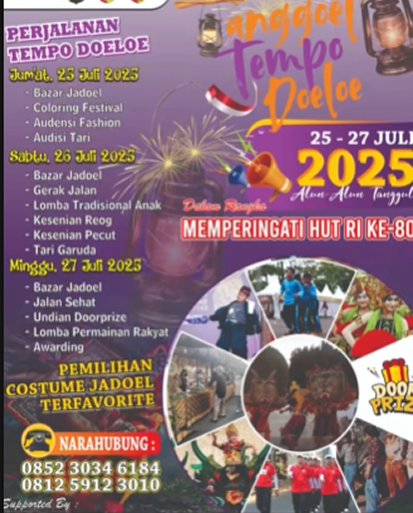 PERJALANAN
TEMPO DOELOE
Jum'at, 25 Juli 2025
- Bazar Jadoel
- Coloring Festival
- Audensi Fashion
- Audisi Tari
Sabtu, 26 Juli 2025
- Bazar Jadoel
- Gerak Jalan
- Lomba Tradisional Anak
- Kesenian Reog
- Kesenian Pecut
- Tari Garuda
Minggu, 27 Juli 2025
- Bazar Jadoel
- Jalan Sehat
- Undian Doorprize
- Lomba Permainan Rakyat
- Awarding
PEMILIHAN
COSTUME JADOEL
TERFAVORITE
NARAHUBUNG :
0852 3034 6184
0812 5912 3010
Supported By :
anggoel
Tempo
Doeloe
25 - 27 JULI
2025
Alun-Alun Tanggul
Dalam Rangka
MEMPERINGATI HUT RI KE-80
DOOR
PRIZ